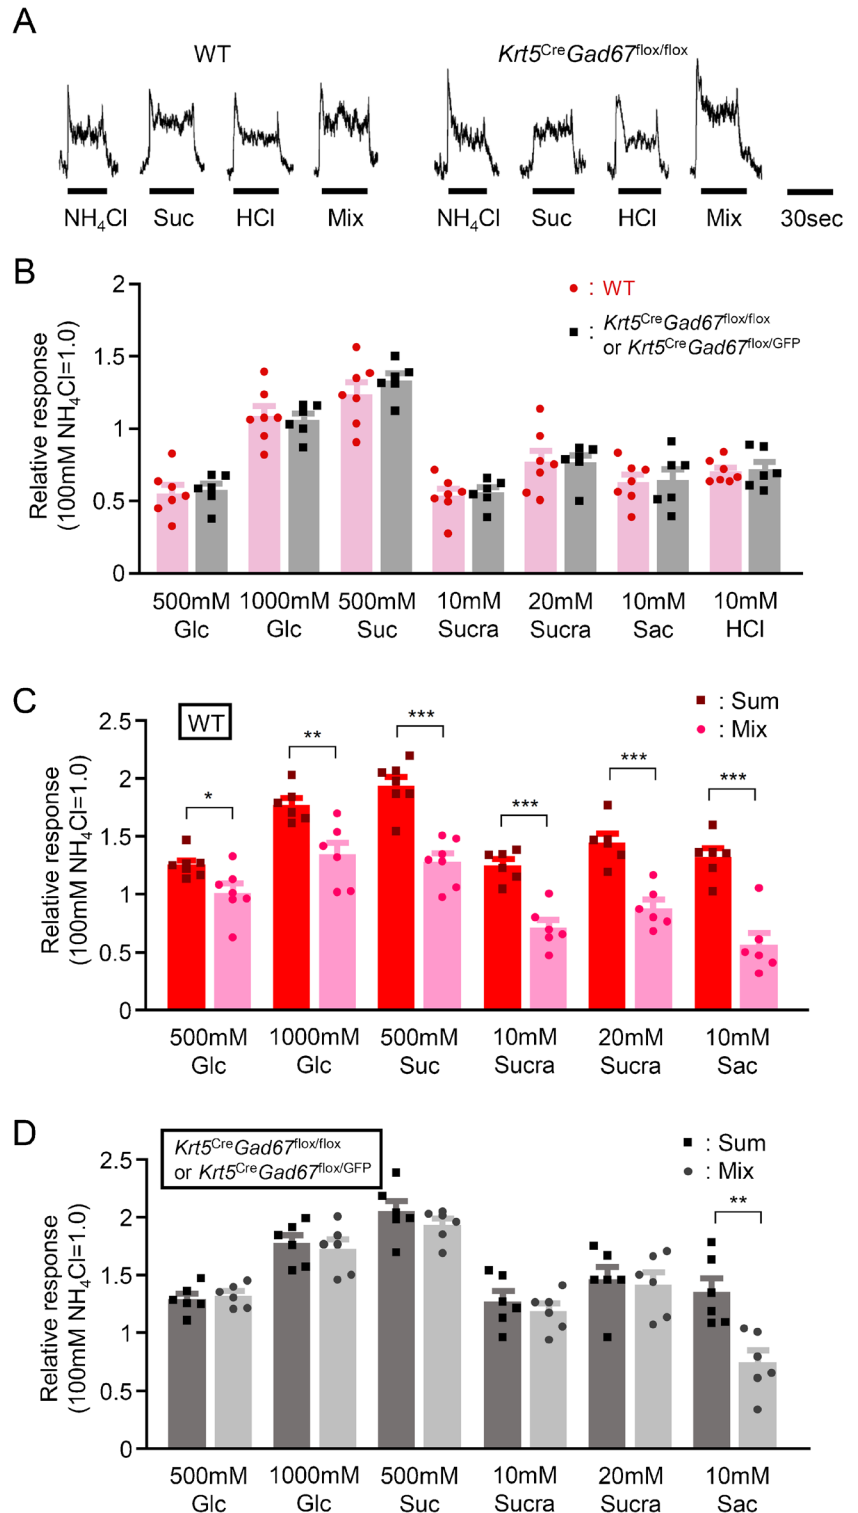 A
WT
Krt5CreGad67flox/flox
NH4Cl Suc HCl Mix NH4Cl Suc HCl Mix 30sec
B
Relative response
(100mM NH4Cl=1.0)
2
1.5
1
0.5
0
: WT
: Krt5CreGad67flox/flox
or Krt5CreGad67flox/GFP
500mM 1000mM 500mM 10mM 20mM 10mM 10mM
Glc Glc Suc Sucra Sucra Sac HCl
C
WT
: Sum
: Mix
Relative response
(100mM NH4Cl=1.0)
2.5
2
1.5
1
0.5
0
* ** *** *** *** ***
500mM 1000mM 500mM 10mM 20mM 10mM
Glc Glc Suc Sucra Sucra Sac
D
Krt5CreGad67flox/flox
or Krt5CreGad67flox/GFP
: Sum
: Mix
Relative response
(100mM NH4Cl=1.0)
2.5
2
1.5
1
0.5
0
**
500mM 1000mM 500mM 10mM 20mM 10mM
Glc Glc Suc Sucra Sucra Sac